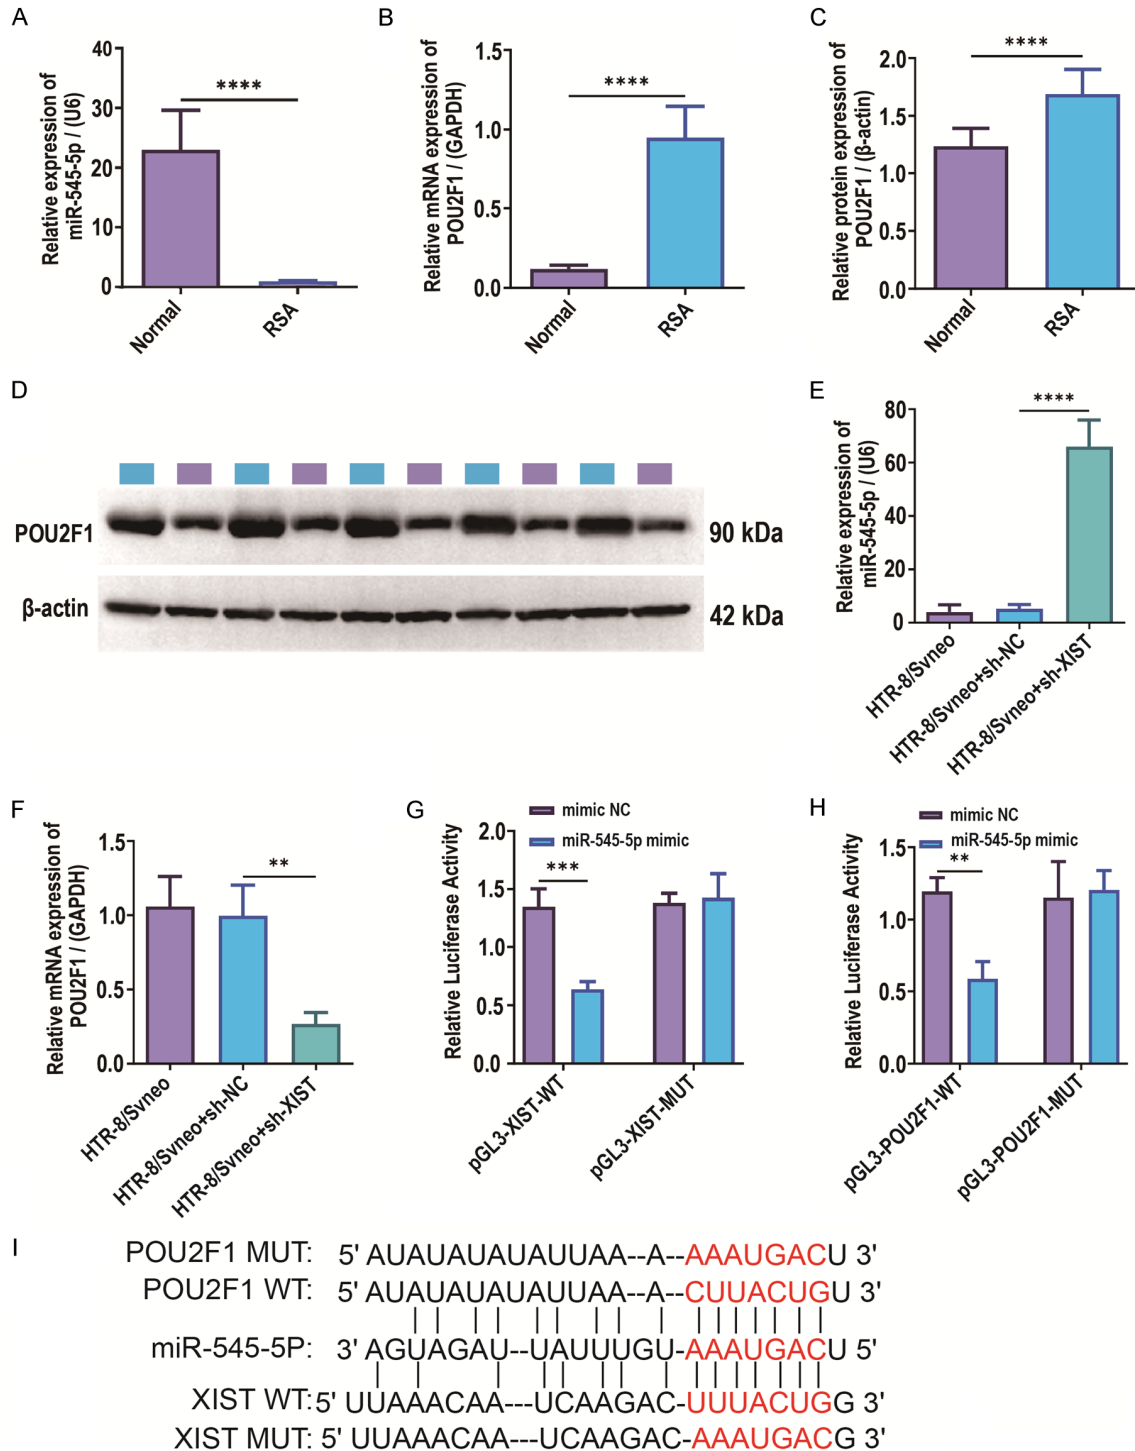 A
Relative expression of
miR-545-5p / (U6)
40
30
20
10
0
****
Normal
RSA
B
Relative mRNA expression of
POU2F1 / (GAPDH)
1.5
1.0
0.5
0.0
****
Normal
RSA
C
Relative protein expression of
POU2F1 / (β-actin)
2.0
1.5
1.0
0.5
0.0
****
Normal
RSA
D
POU2F1
90 kDa
β-actin
42 kDa
E
Relative expression of
miR-545-5p / (U6)
80
60
40
20
0
****
HTR-8/Svneo
HTR-8/Svneo+sh-NC
HTR-8/Svneo+sh-XIST
F
Relative mRNA expression of
POU2F1 / (GAPDH)
1.5
1.0
0.5
0.0
**
HTR-8/Svneo
HTR-8/Svneo+sh-NC
HTR-8/Svneo+sh-XIST
G
mimic NC
miR-545-5p mimic
Relative Luciferase Activity
2.0
1.5
1.0
0.5
0.0
***
pGL3-XIST-WT
pGL3-XIST-MUT
H
mimic NC
miR-545-5p mimic
Relative Luciferase Activity
1.5
1.0
0.5
0.0
**
pGL3-POU2F1-WT
pGL3-POU2F1-MUT
I
POU2F1 MUT: 5' AUAUAUAUAUUAA--A--AAAUGACU 3'
POU2F1 WT: 5' AUAUAUAUAUUAA--A--CUUACUGU 3'
miR-545-5P: 3' AGUAGAU--UAUUUGU-AAAUGACU 5'
XIST WT: 5' UUAAACAA---UCAAGAC-UUUACUGG 3'
XIST MUT: 5' UUAAACAA---UCAAGAC-AAAUGACG 3'